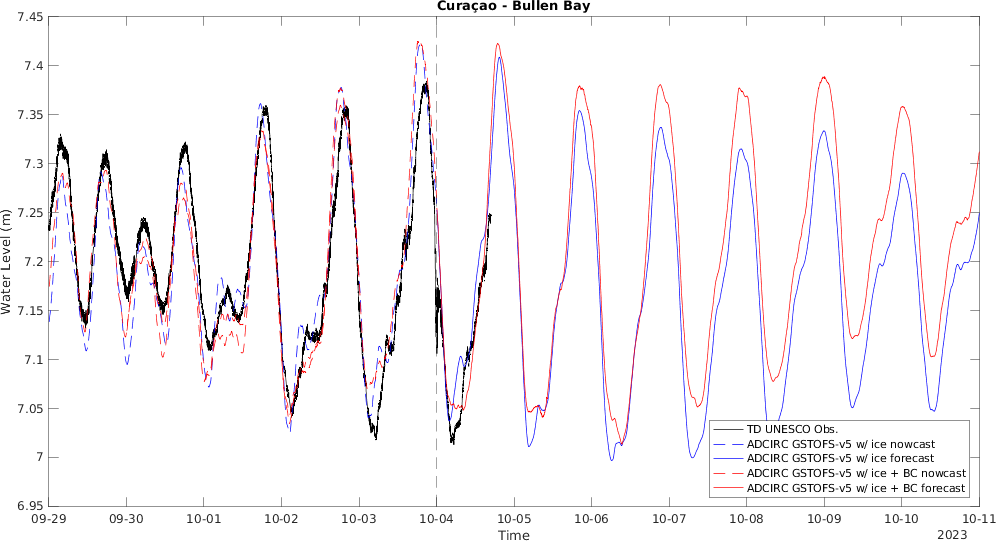 Curaçao - Bullen Bay
Water Level (m)
7.45
7.4
7.35
7.3
7.25
7.2
7.15
7.1
7.05
7
6.95
TD UNESCO Obs.
ADCIRC GSTOFS-v5 w/ ice nowcast
ADCIRC GSTOFS-v5 w/ ice forecast
ADCIRC GSTOFS-v5 w/ ice + BC nowcast
ADCIRC GSTOFS-v5 w/ ice + BC forecast
09-29 09-30 10-01 10-02 10-03 10-04 10-05 10-06 10-07 10-08 10-09 10-10 10-11
Time
2023